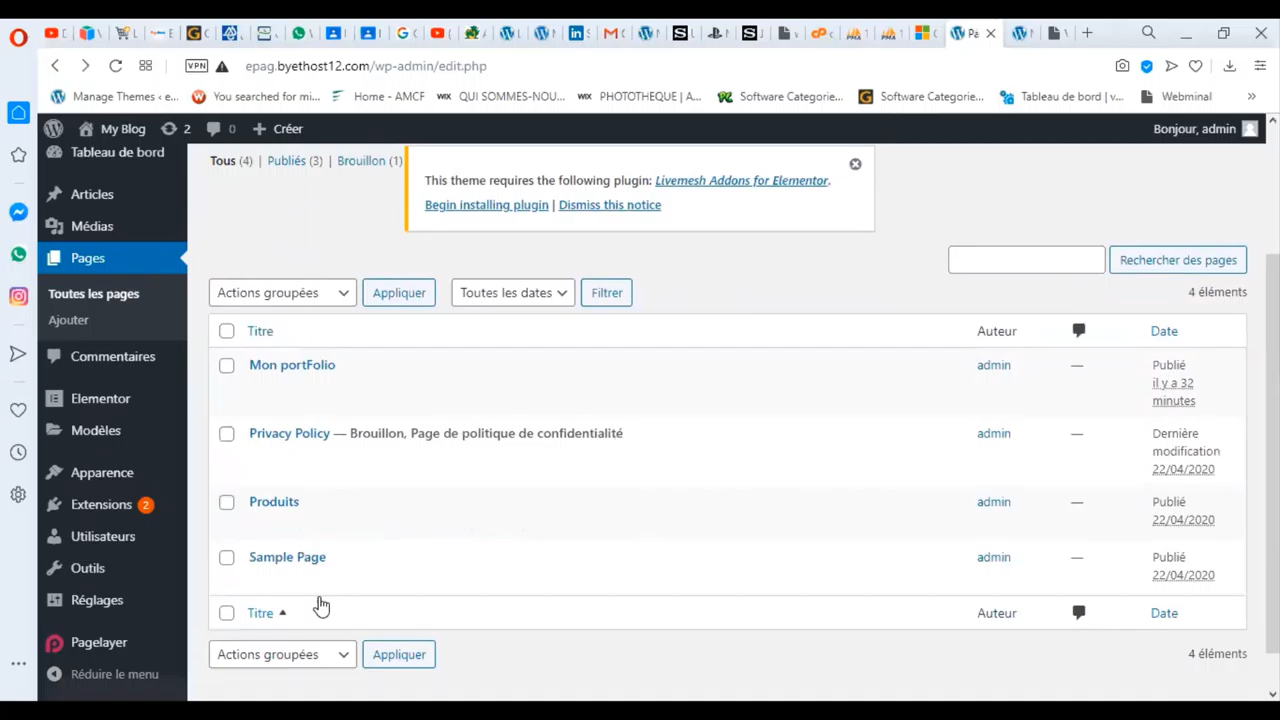 VPN epag.byethost12.com/wp-admin/edit.php
Manage Themes ‹ e... You searched for mi... Home - AMCF WIX QUI SOMMES-NOU... WIX PHOTOTHEQUE | A... Software Categorie... G Software Categorie... Tableau de bord | v... Webminal »
My Blog 2 0 + Créer Bonjour, admin
Tableau de bord
Articles
Médias
Pages
Toutes les pages
Ajouter
Commentaires
Elementor
Modèles
Apparence
Extensions 2
Utilisateurs
Outils
Réglages
Pagelayer
Réduire le menu
Tous (4) | Publiés (3) | Brouillon (1)
This theme requires the following plugin: Livemesh Addons for Elementor.
Begin installing plugin | Dismiss this notice
Rechercher des pages
Actions groupées Appliquer Toutes les dates Filtrer 4 éléments
Titre Auteur Date
Mon portFolio admin — Publié
il y a 32
minutes
Privacy Policy — Brouillon, Page de politique de confidentialité admin — Dernière
modification
22/04/2020
Produits admin — Publié
22/04/2020
Sample Page admin — Publié
22/04/2020
Titre Auteur Date
Actions groupées Appliquer 4 éléments